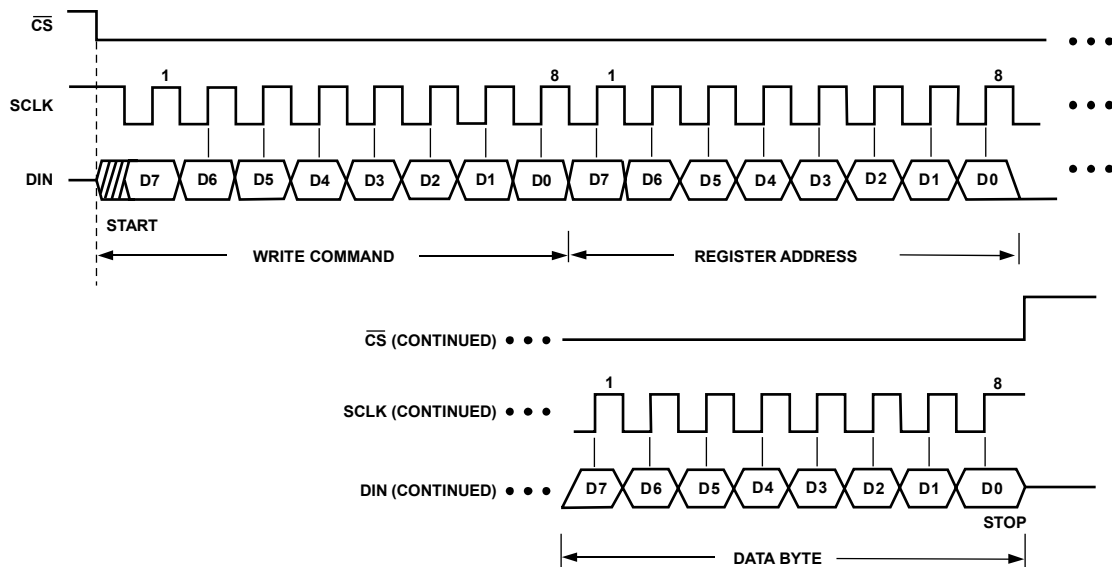 CS
1 8 1 8
SCLK
DIN D7 D6 D5 D4 D3 D2 D1 D0 D7 D6 D5 D4 D3 D2 D1 D0
START
WRITE COMMAND REGISTER ADDRESS
CS (CONTINUED)
1 8
SCLK (CONTINUED)
DIN (CONTINUED) D7 D6 D5 D4 D3 D2 D1 D0
STOP
DATA BYTE